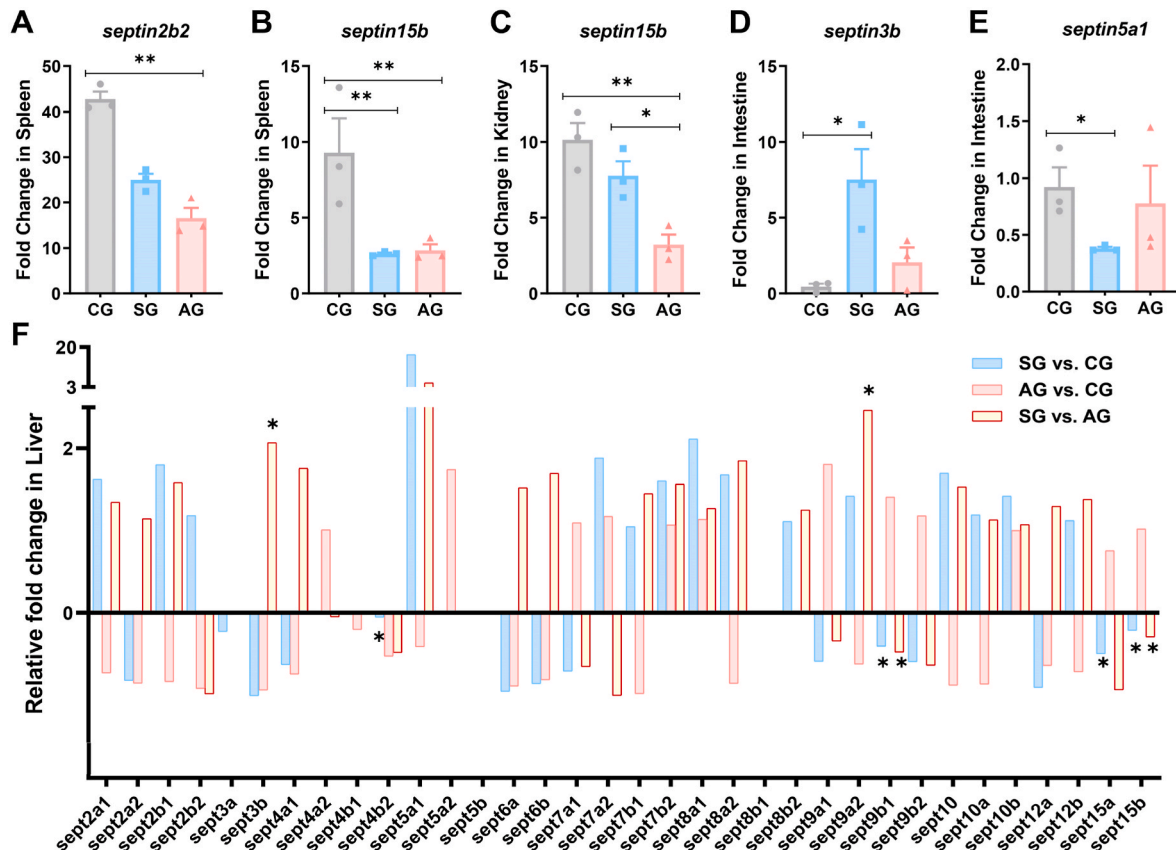 A
septin2b2
**
Fold Change in Spleen
50
40
30
20
10
0
CG SG AG
B
septin15b
**
**
Fold Change in Spleen
15
10
5
0
CG SG AG
C
septin15b
**
*
Fold Change in Kidney
15
10
5
0
CG SG AG
D
septin3b
*
Fold Change in Intestine
15
10
5
0
CG SG AG
E
septin5a1
*
Fold Change in Intestine
2.0
1.5
1.0
0.5
0.0
CG SG AG
F
Relative fold change in Liver
20
3
2
0
SG vs. CG
AG vs. CG
SG vs. AG
*
*
*
* *
*
* *
sept2a1
sept2a2
sept2b1
sept2b2
sept3a
sept3b
sept4a1
sept4a2
sept4b1
sept4b2
sept5a1
sept5a2
sept5b
sept6a
sept6b
sept7a1
sept7a2
sept7b1
sept7b2
sept8a1
sept8a2
sept8b1
sept8b2
sept9a1
sept9a2
sept9b1
sept9b2
sept10
sept10a
sept10b
sept12a
sept12b
sept15a
sept15b